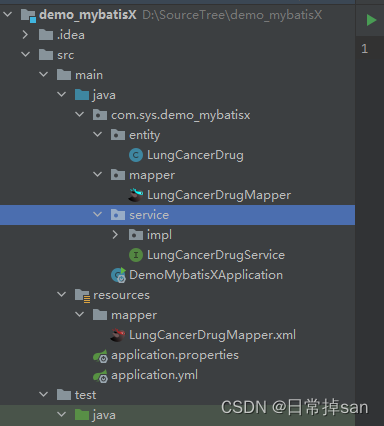 demo_mybatisX D:\SourceTree\demo_mybatisX
.idea
1
src
main
java
com.sys.demo_mybatisx
entity
LungCancerDrug
mapper
LungCancerDrugMapper
service
impl
LungCancerDrugService
DemoMybatisXApplication
resources
mapper
LungCancerDrugMapper.xml
application.properties
application.yml
test
java
CSDN @日常掉san